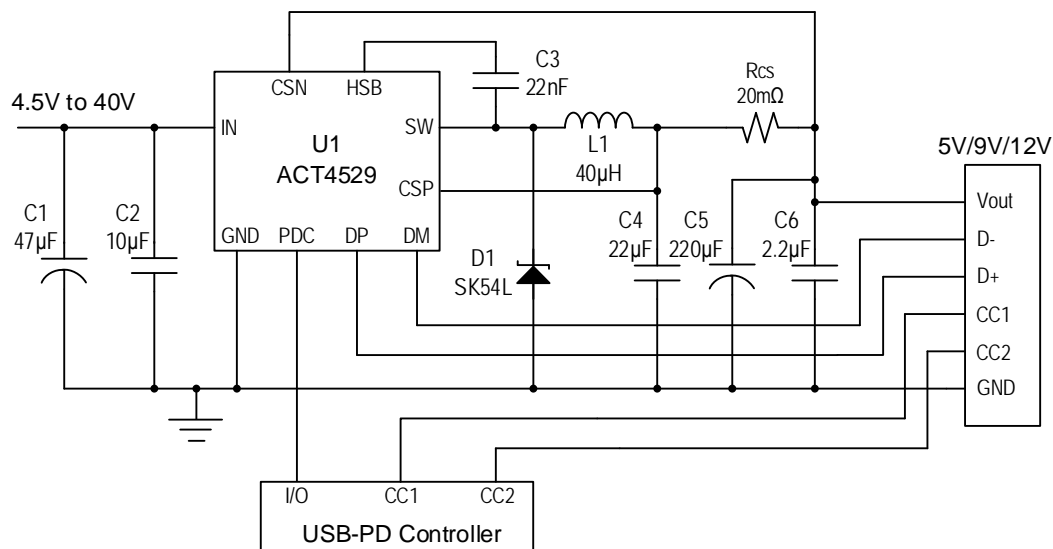 CSN
HSB
C3
22nF
Rcs
20mΩ
4.5V to 40V
IN
U1
ACT4529
SW
L1
40µH
CSP
5V/9V/12V
Vout
D-
D+
CC1
CC2
GND
C1
47µF
C2
10µF
GND
PDC
DP
DM
D1
SK54L
C4
22µF
C5
220µF
C6
2.2µF
I/O
CC1
CC2
USB-PD Controller